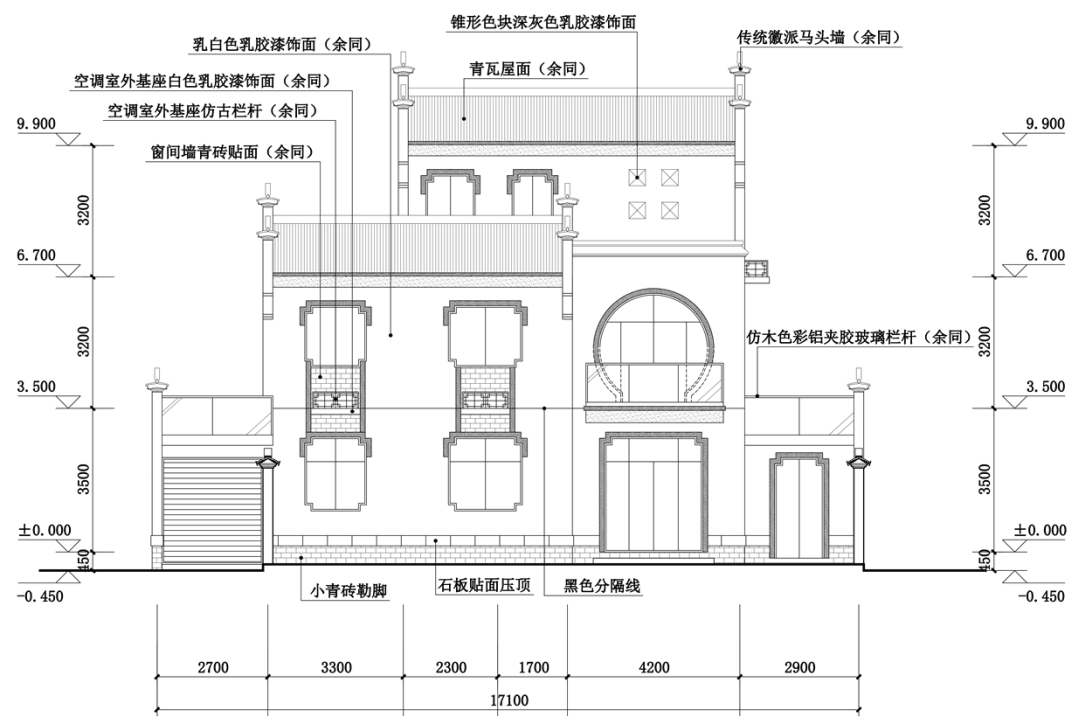 锥形色块深灰色乳胶漆饰面
传统徽派马头墙（余同）
乳白色乳胶漆饰面（余同）
青瓦屋面（余同）
空调室外基座白色乳胶漆饰面（余同）
空调室外基座仿古栏杆（余同）
窗间墙青砖贴面（余同）
9.900
9.900
3200
3200
6.700
6.700
3200
3200
仿木色彩铝夹胶玻璃栏杆（余同）
3.500
3.500
3500
3500
±0.000
±0.000
450
450
-0.450
-0.450
小青砖勒脚
石板贴面压顶
黑色分隔线
2700
3300
2300
1700
4200
2900
17100